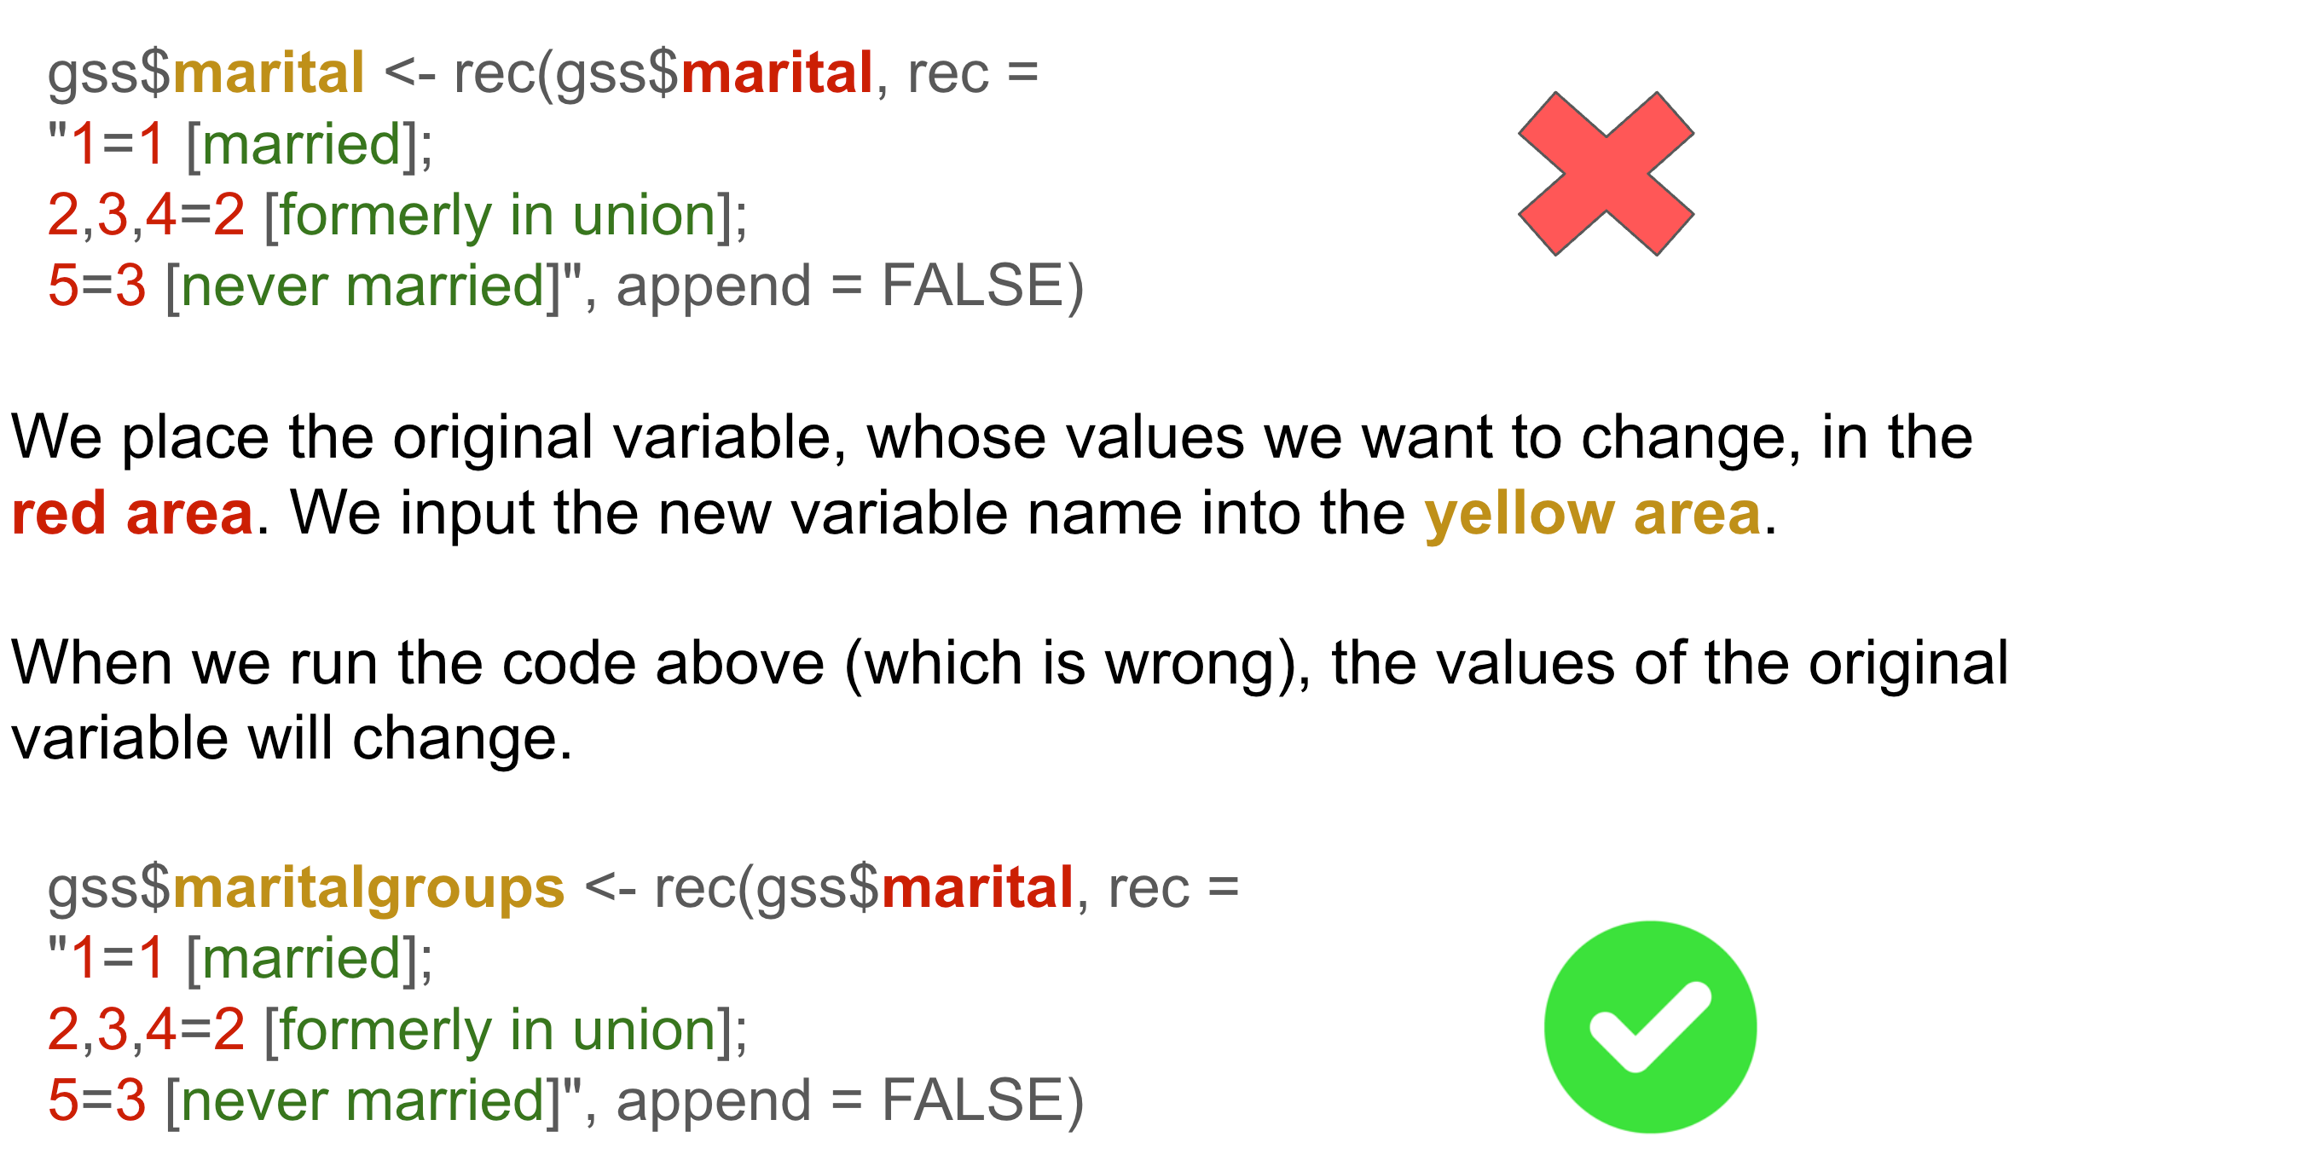 gss$marital <- rec(gss$marital, rec =
"1=1 [married];
2,3,4=2 [formerly in union];
5=3 [never married]", append = FALSE)
We place the original variable, whose values we want to change, in the
red area. We input the new variable name into the yellow area.
When we run the code above (which is wrong), the values of the original
variable will change.
gss$maritalgroups <- rec(gss$marital, rec =
"1=1 [married];
2,3,4=2 [formerly in union];
5=3 [never married]", append = FALSE)